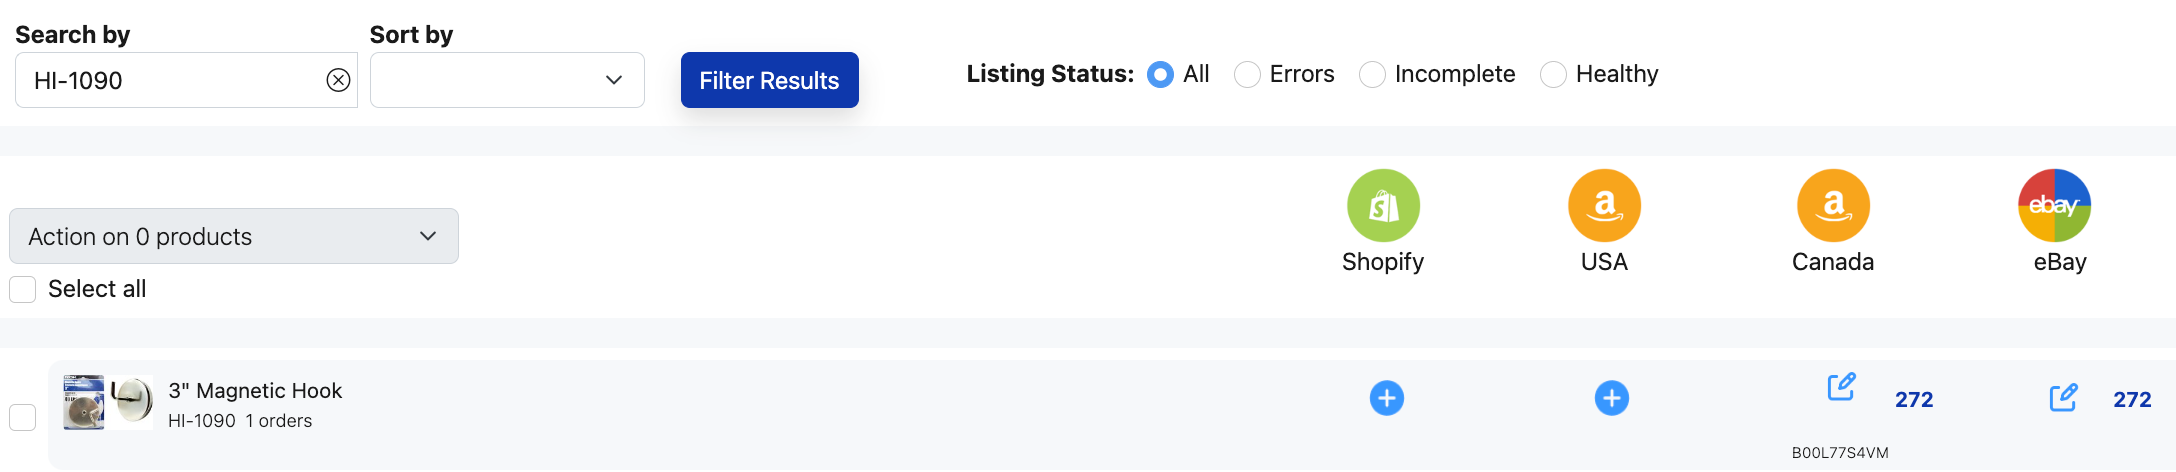 Search by
Sort by
HI-1090
Filter Results
Listing Status:
All
Errors
Incomplete
Healthy
Action on 0 products
Select all
a
a
ebay
Shopify
USA
Canada
eBay
3" Magnetic Hook
HI-1090 1 orders
272
272
B00L77S4VM